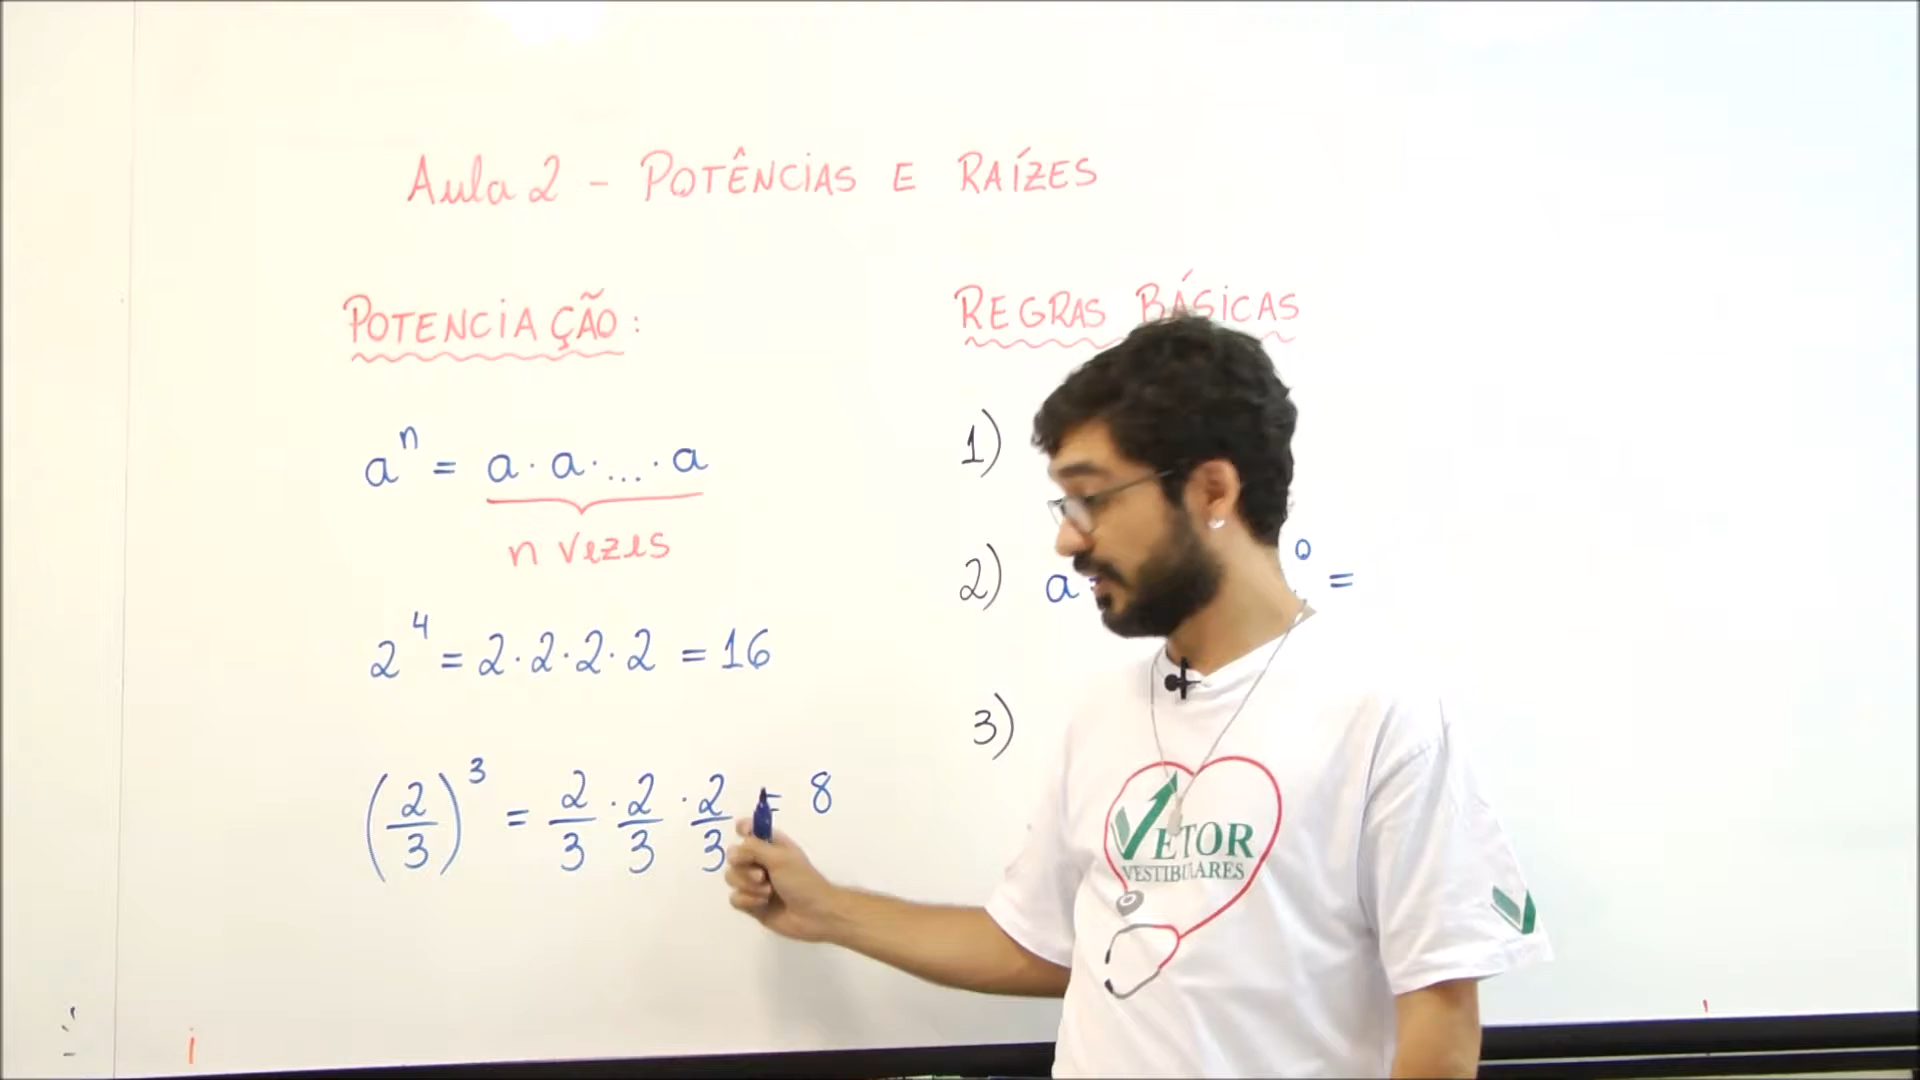 Aula 2 - POTÊNCIAS E RAÍZES
POTENCIAÇÃO:
aⁿ = a · a · ... · a
n vezes
2⁴ = 2 · 2 · 2 · 2 = 16
(2/3)³ = 2/3 · 2/3 · 2/3 = 8
REGRAS BÁSICAS
1)
2) a ⁰ =
3)
VETOR
VESTIBULARES